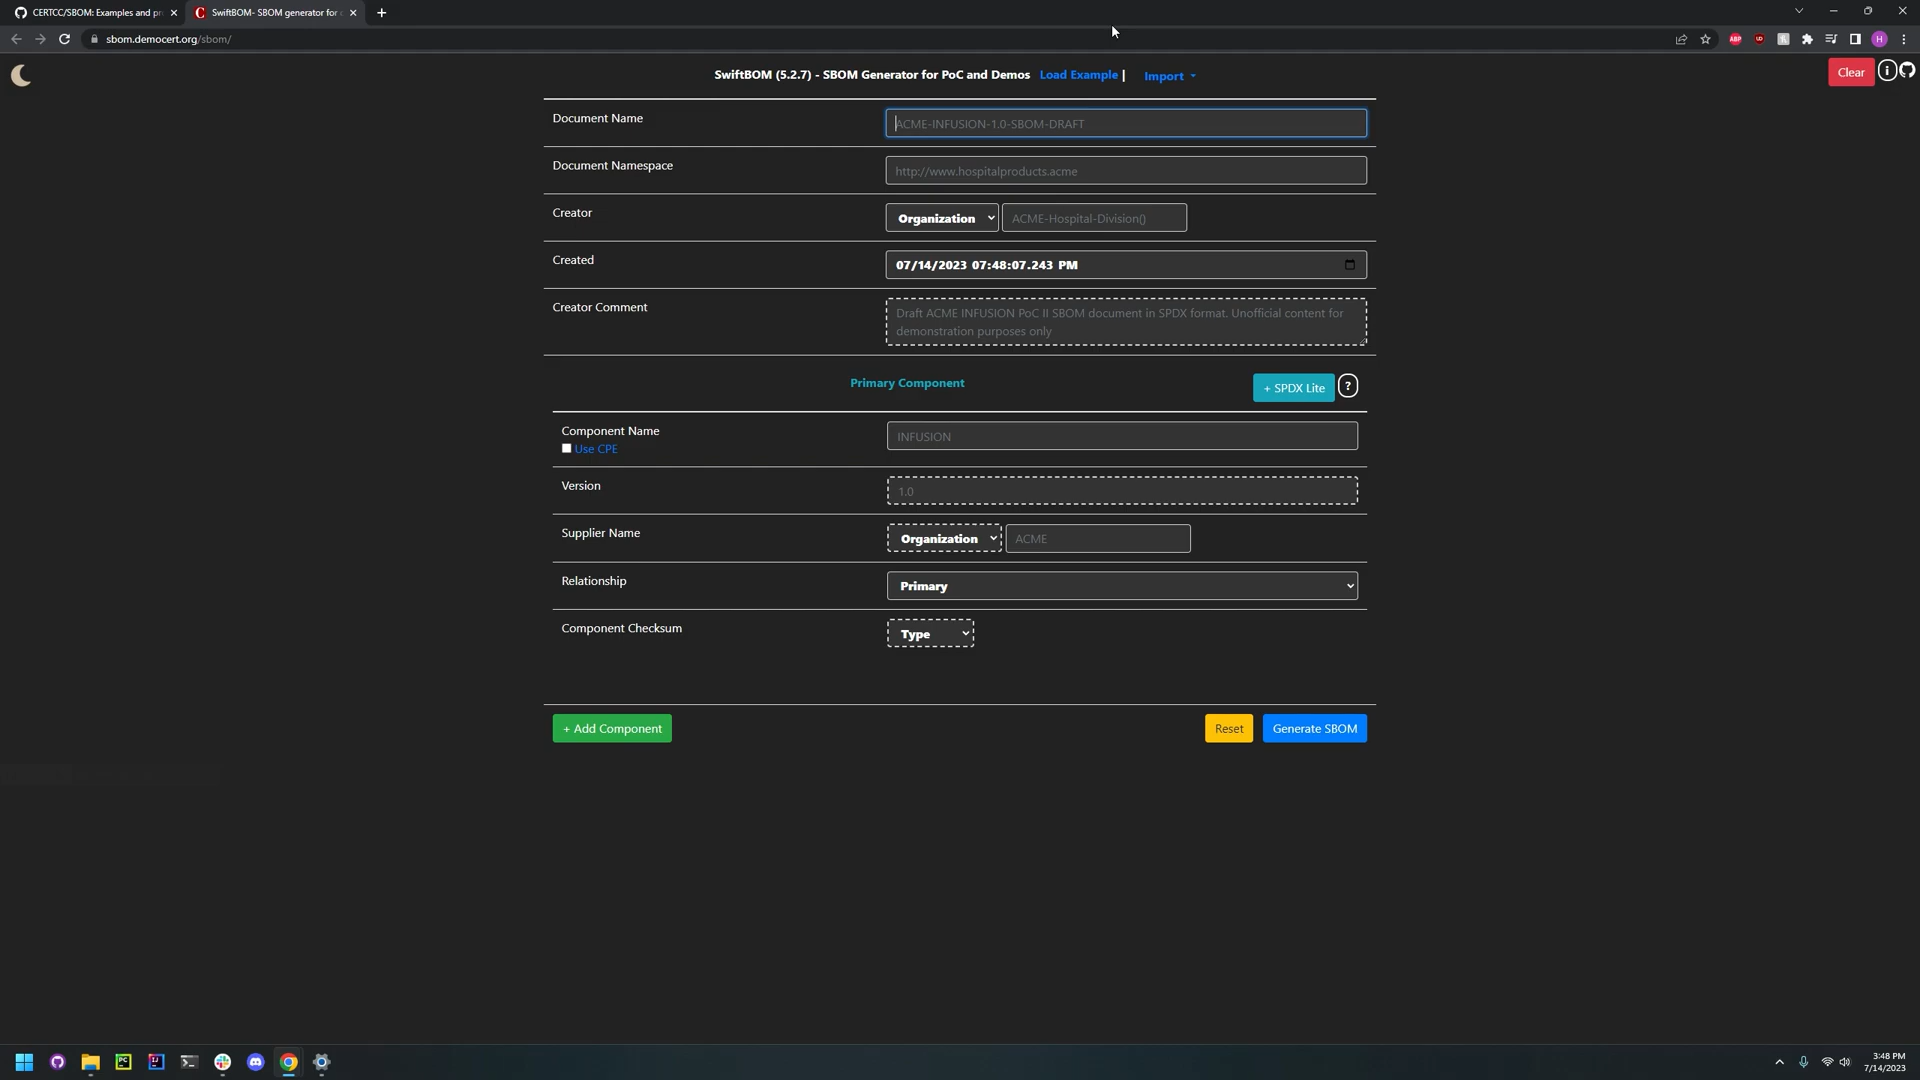 CERTCC/SBOM: Examples and pr
SwiftBOM- SBOM generator for
sbom.democert.org/sbom/
SwiftBOM (5.2.7) - SBOM Generator for PoC and Demos Load Example | Import
Clear
Document Name
ACME-INFUSION-1.0-SBOM-DRAFT
Document Namespace
http://www.hospitalproducts.acme
Creator
Organization
ACME-Hospital-Division()
Created
07/14/2023 07:48:07.243 PM
Creator Comment
Draft ACME INFUSION PoC II SBOM document in SPDX format. Unofficial content for
demonstration purposes only
Primary Component
+ SPDX Lite
?
Component Name
Use CPE
INFUSION
Version
1.0
Supplier Name
Organization
ACME
Relationship
Primary
Component Checksum
Type
+ Add Component
Reset
Generate SBOM
3:48 PM
7/14/2023